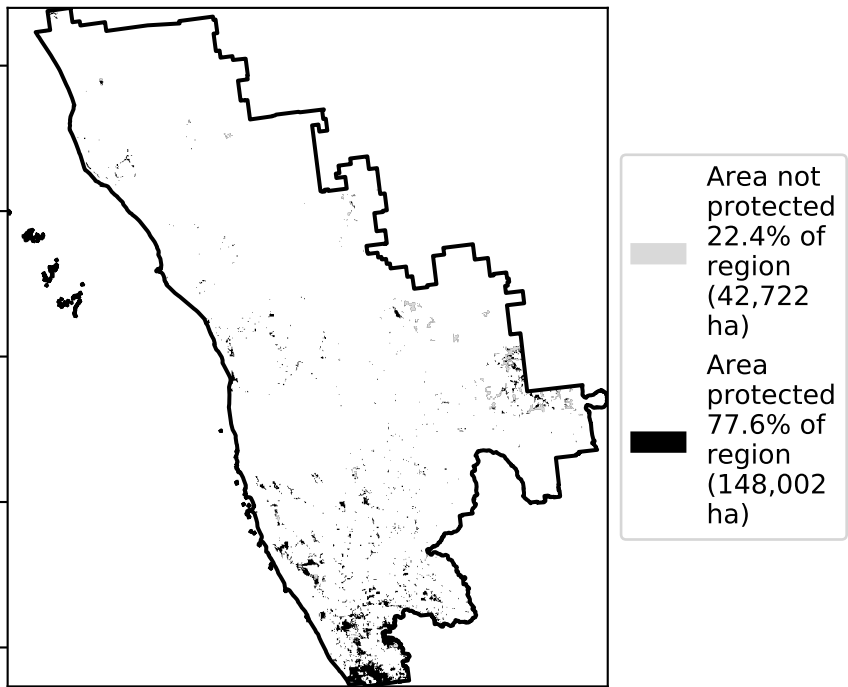 Area not
protected
22.4% of
region
(42,722
ha)
Area
protected
77.6% of
region
(148,002
ha)